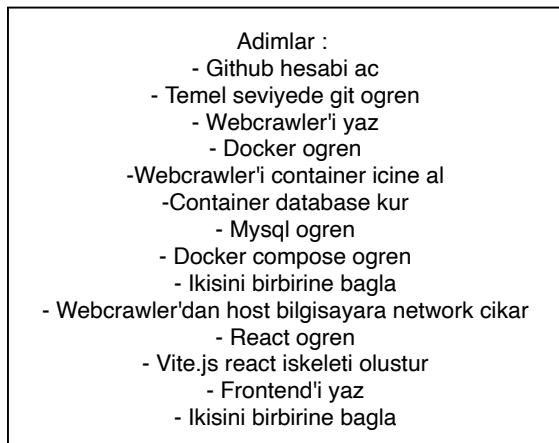 Adimlar :
- Github hesabi ac
- Temel seviyede git ogren
- Webcrawler'i yaz
- Docker ogren
-Webcrawler'i container icine al
-Container database kur
- Mysql ogren
- Docker compose ogren
- Ikisini birbirine bagla
- Webcrawler'dan host bilgisayara network cikar
- React ogren
- Vite.js react iskeleti olustur
- Frontend'i yaz
- Ikisini birbirine bagla